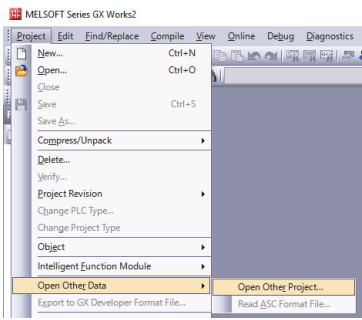 MELSOFT Series GX Works2
Project Edit Find/Replace Compile View Online Debug Diagnostics
New... Ctrl+N
Open... Ctrl+O
Close
Save Ctrl+S
Save As...
Compress/Unpack
Delete...
Verify...
Project Revision
Change PLC Type...
Change Project Type
Object
Intelligent Function Module
Open Other Data
Open Other Project...
Export to GX Developer Format File...
Read ASC Format File...